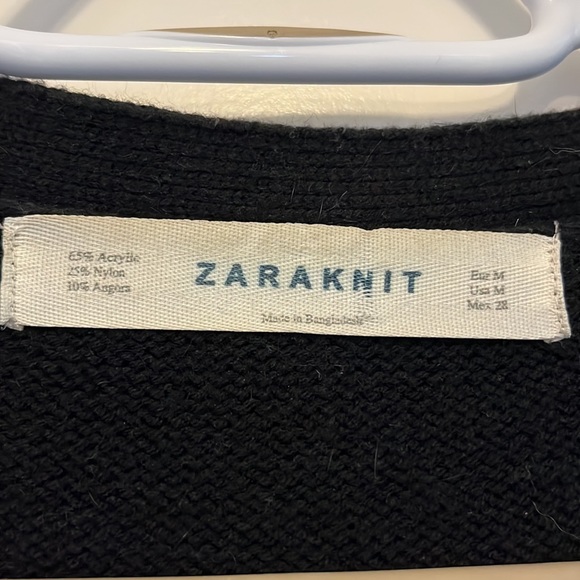 65% Acrylic
25% Nylon
10% Angora
ZARAKNIT
Made in Bangladesh
Eur M
Usa M
Mex 28